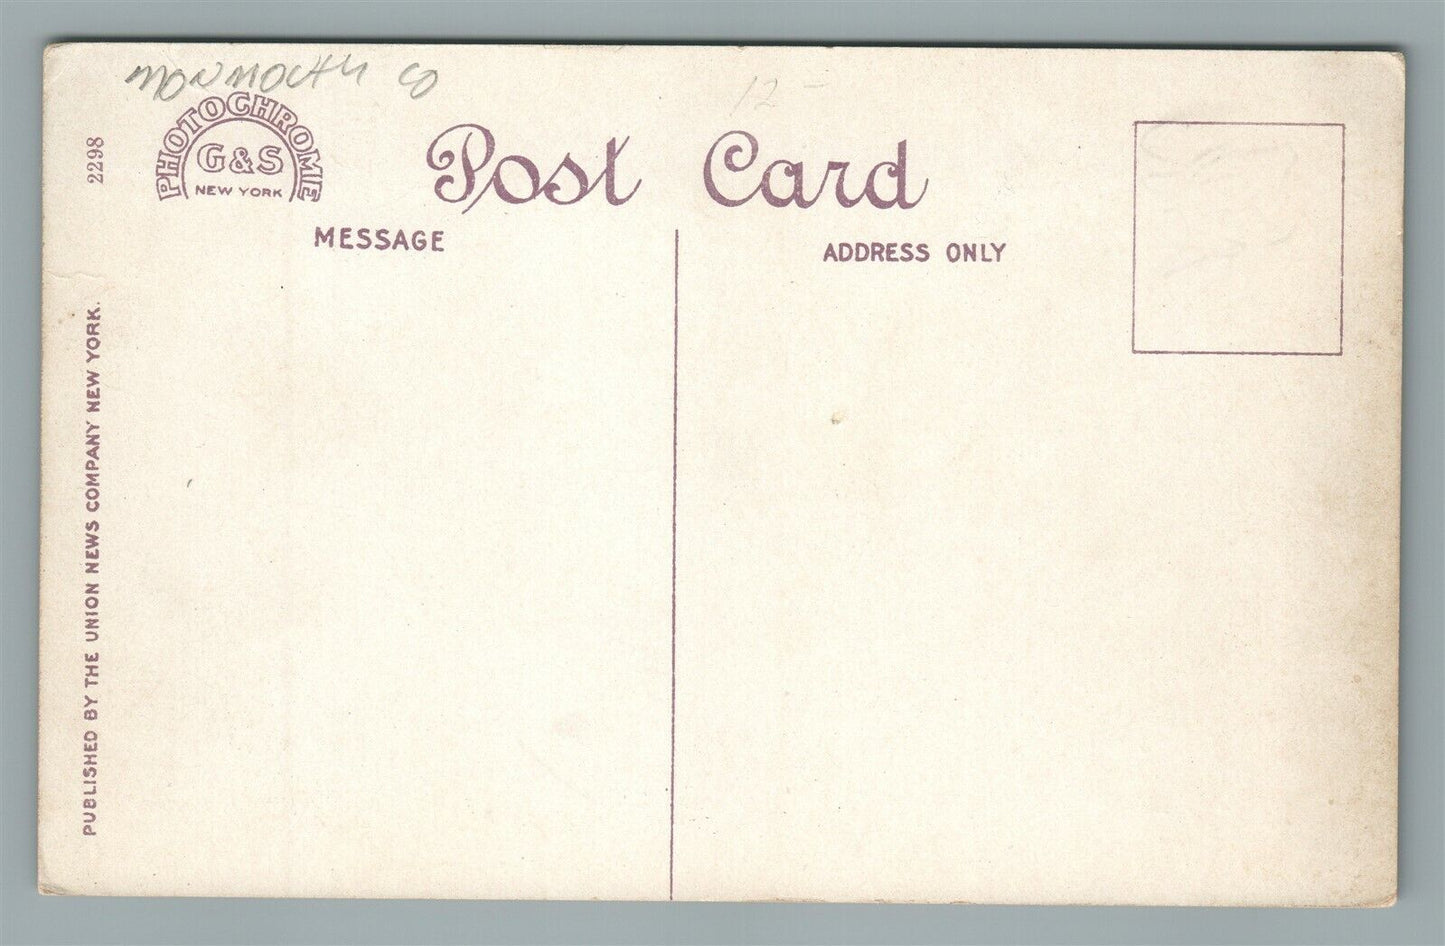 MONMOUTH CO
12 -
PHOTOCHROME
G&S
NEW YORK
2298
Post Card
MESSAGE
ADDRESS ONLY
PUBLISHED BY THE UNION NEWS COMPANY NEW YORK.